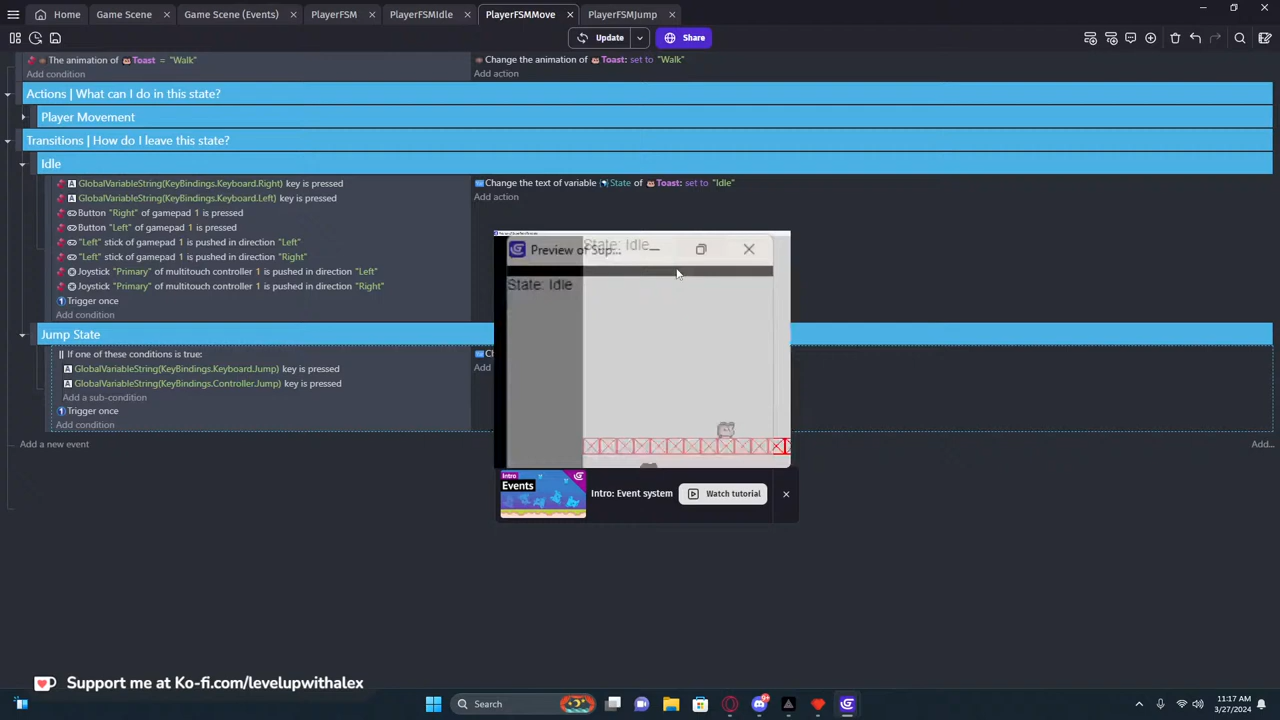 Home
Game Scene
Game Scene (Events)
PlayerFSM
PlayerFSMIdle
PlayerFSMMove
PlayerFSMJump
Update
Share
The animation of Toast = "Walk"
Change the animation of Toast: set to "Walk"
Add condition
Add action
Actions | What can I do in this state?
Player Movement
Transitions | How do I leave this state?
Idle
GlobalVariableString(KeyBindings.Keyboard.Right) key is pressed
Change the text of variable State of Toast: set to "Idle"
GlobalVariableString(KeyBindings.Keyboard.Left) key is pressed
Add action
Button "Right" of gamepad 1 is pressed
Button "Left" of gamepad 1 is pressed
"Left" stick of gamepad 1 is pushed in direction "Left"
"Left" stick of gamepad 1 is pushed in direction "Right"
Joystick "Primary" of multitouch controller 1 is pushed in direction "Left"
Joystick "Primary" of multitouch controller 1 is pushed in direction "Right"
Trigger once
Add condition
State: Idle
Preview of Sup...
State: Idle
Jump State
If one of these conditions is true:
GlobalVariableString(KeyBindings.Keyboard.Jump) key is pressed
Add
GlobalVariableString(KeyBindings.Controller.Jump) key is pressed
Add a sub-condition
Trigger once
Add condition
Add a new event
Add...
Intro
Events
Intro: Event system
Watch tutorial
Support me at Ko-fi.com/levelupwithalex
Search
11:17 AM
3/27/2024